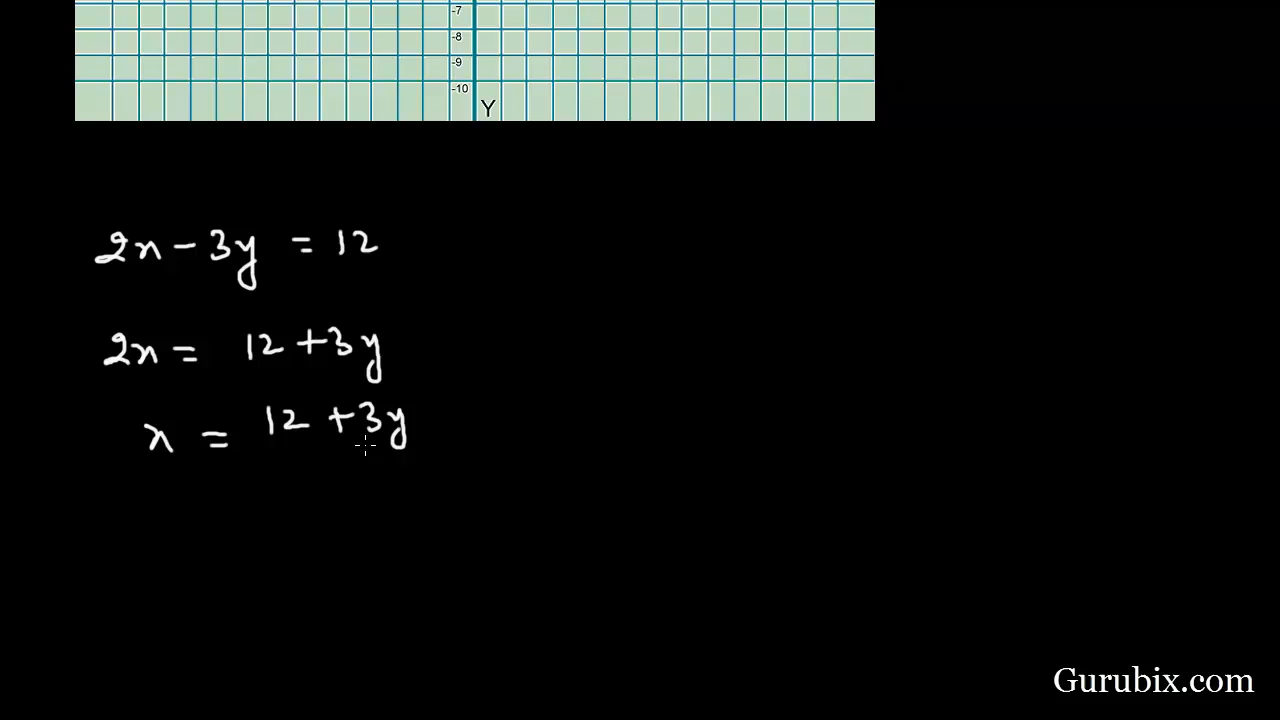 -7
-8
-9
-10
Y
2x - 3y = 12
2x = 12 + 3y
x = 12 + 3y
Gurubix.com